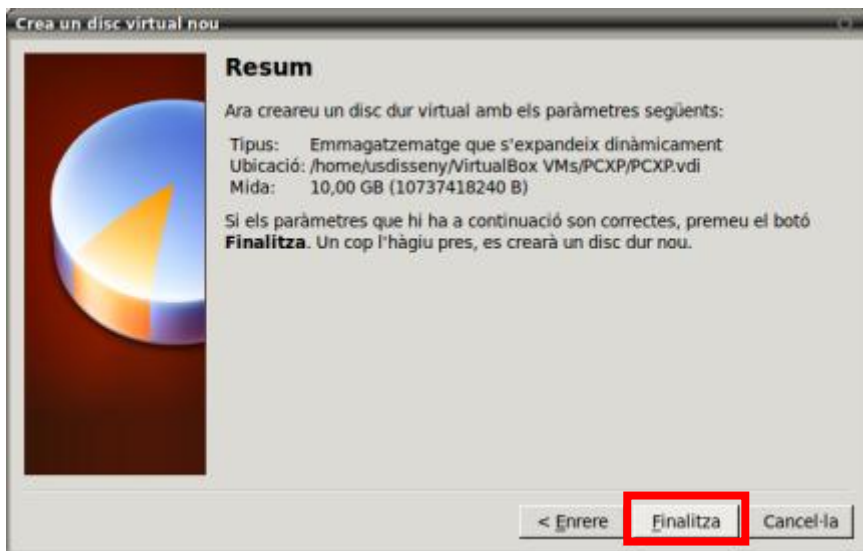 Crea un disc virtual nou
Resum
Ara creareu un disc dur virtual amb els paràmetres següents:
Tipus: Emmagatzematge que s'expandeix dinàmicament
Ubicació: /home/usdisseny/VirtualBox VMs/PCXP/PCXP.vdi
Mida: 10,00 GB (10737418240 B)
Si els paràmetres que hi ha a continuació son correctes, premeu el botó
Finalitza. Un cop l'hàgiu pres, es crearà un disc dur nou.
< Enrere Finalitza Cancel·la